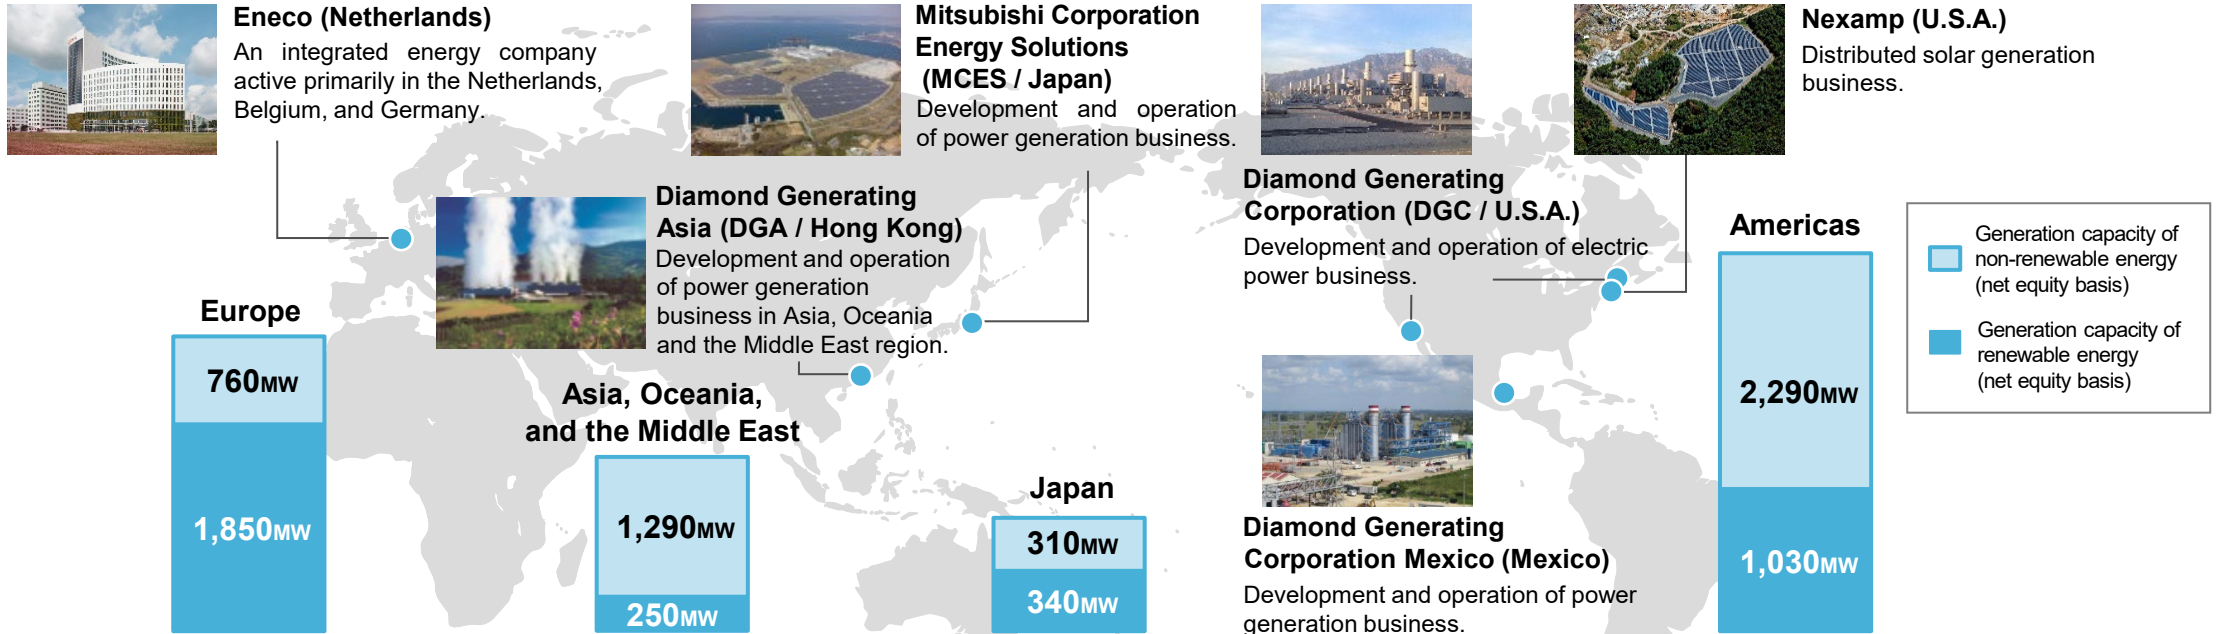 Eneco (Netherlands)
An integrated energy company
active primarily in the Netherlands,
Belgium, and Germany.
Mitsubishi Corporation
Energy Solutions
(MCES / Japan)
Development and operation
of power generation business.
Nexamp (U.S.A.)
Distributed solar generation
business.
Diamond Generating
Asia (DGA / Hong Kong)
Development and operation
of power generation
business in Asia, Oceania
and the Middle East region.
Diamond Generating
Corporation (DGC / U.S.A.)
Development and operation of electric
power business.
Diamond Generating
Corporation Mexico (Mexico)
Development and operation of power
generation business.
Europe
760MW
1,850MW
Asia, Oceania,
and the Middle East
1,290MW
250MW
Japan
310MW
340MW
Americas
2,290MW
1,030MW
Generation capacity of
non-renewable energy
(net equity basis)
Generation capacity of
renewable energy
(net equity basis)